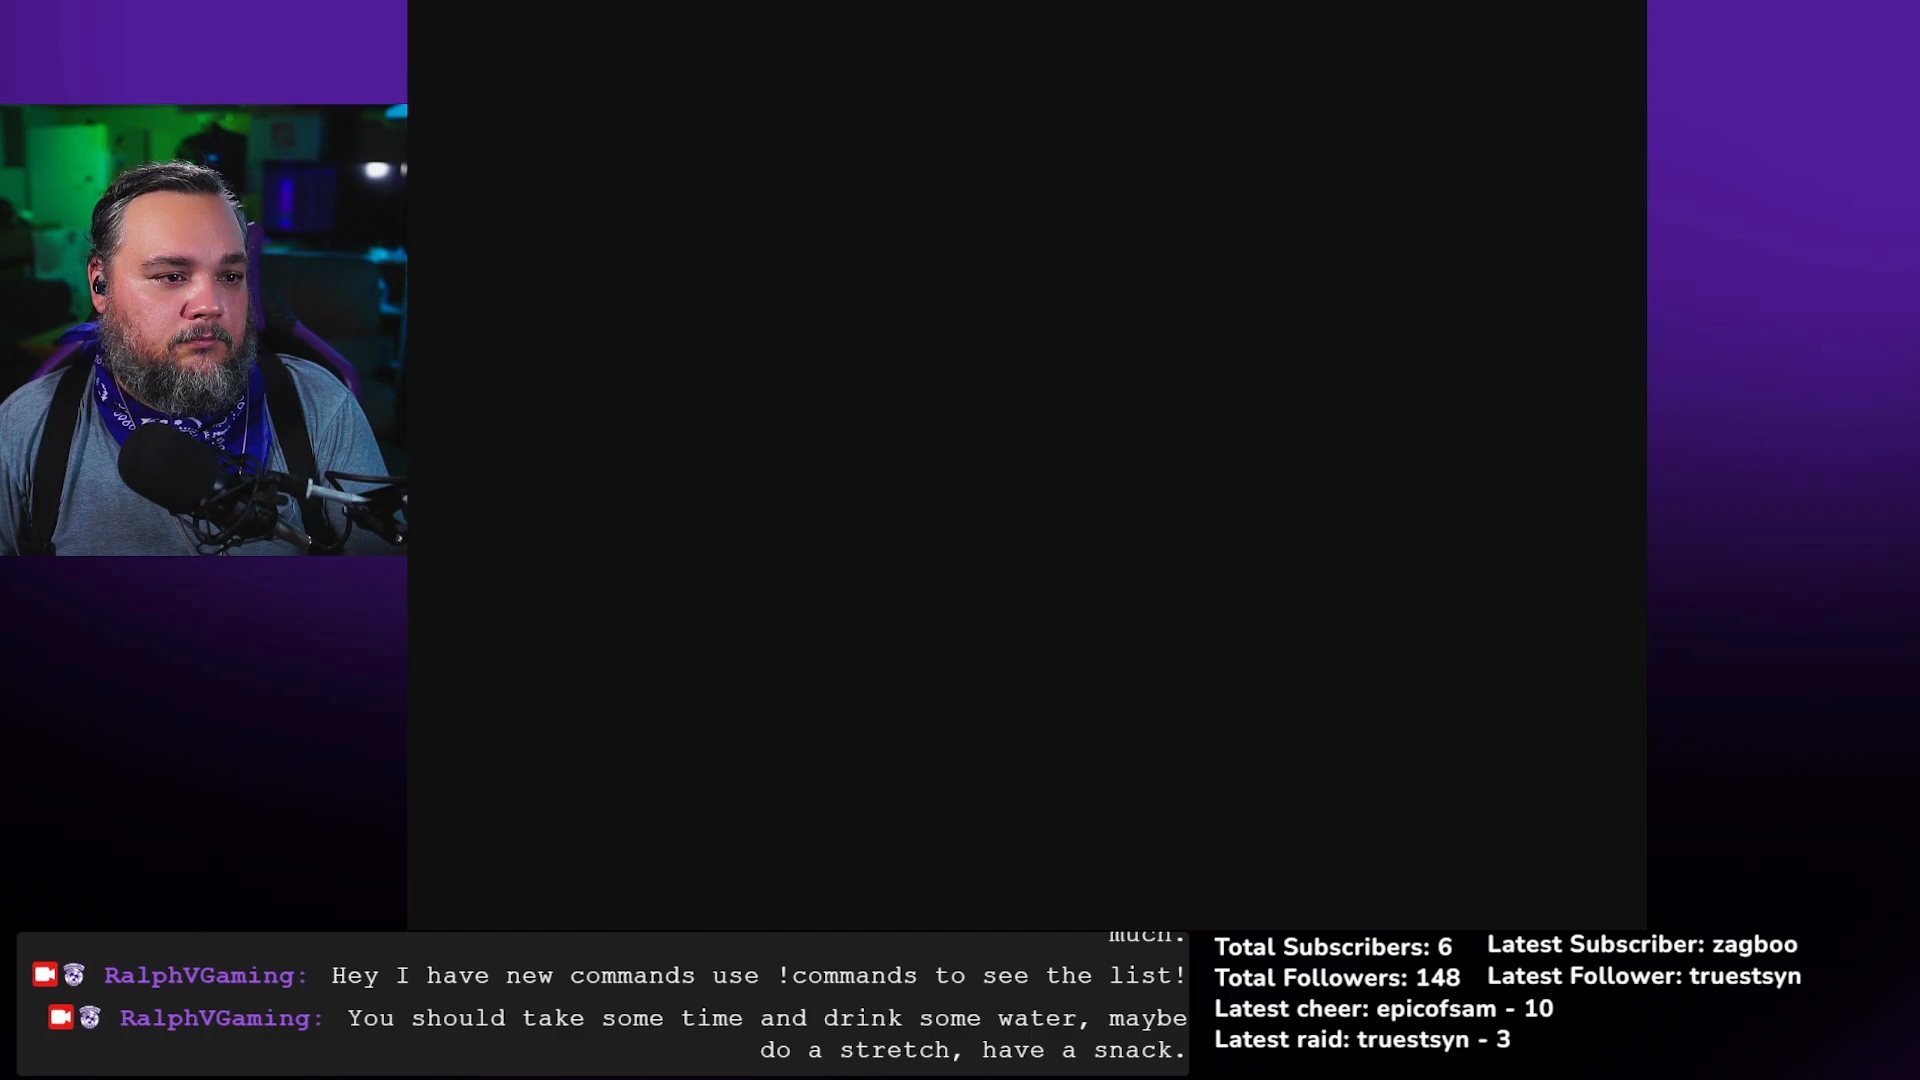 much.
RalphVGaming: Hey I have new commands use !commands to see the list!
RalphVGaming: You should take some time and drink some water, maybe
do a stretch, have a snack.
Total Subscribers: 6
Latest Subscriber: zagboo
Total Followers: 148
Latest Follower: truestsyn
Latest cheer: epicofsam - 10
Latest raid: truestsyn - 3